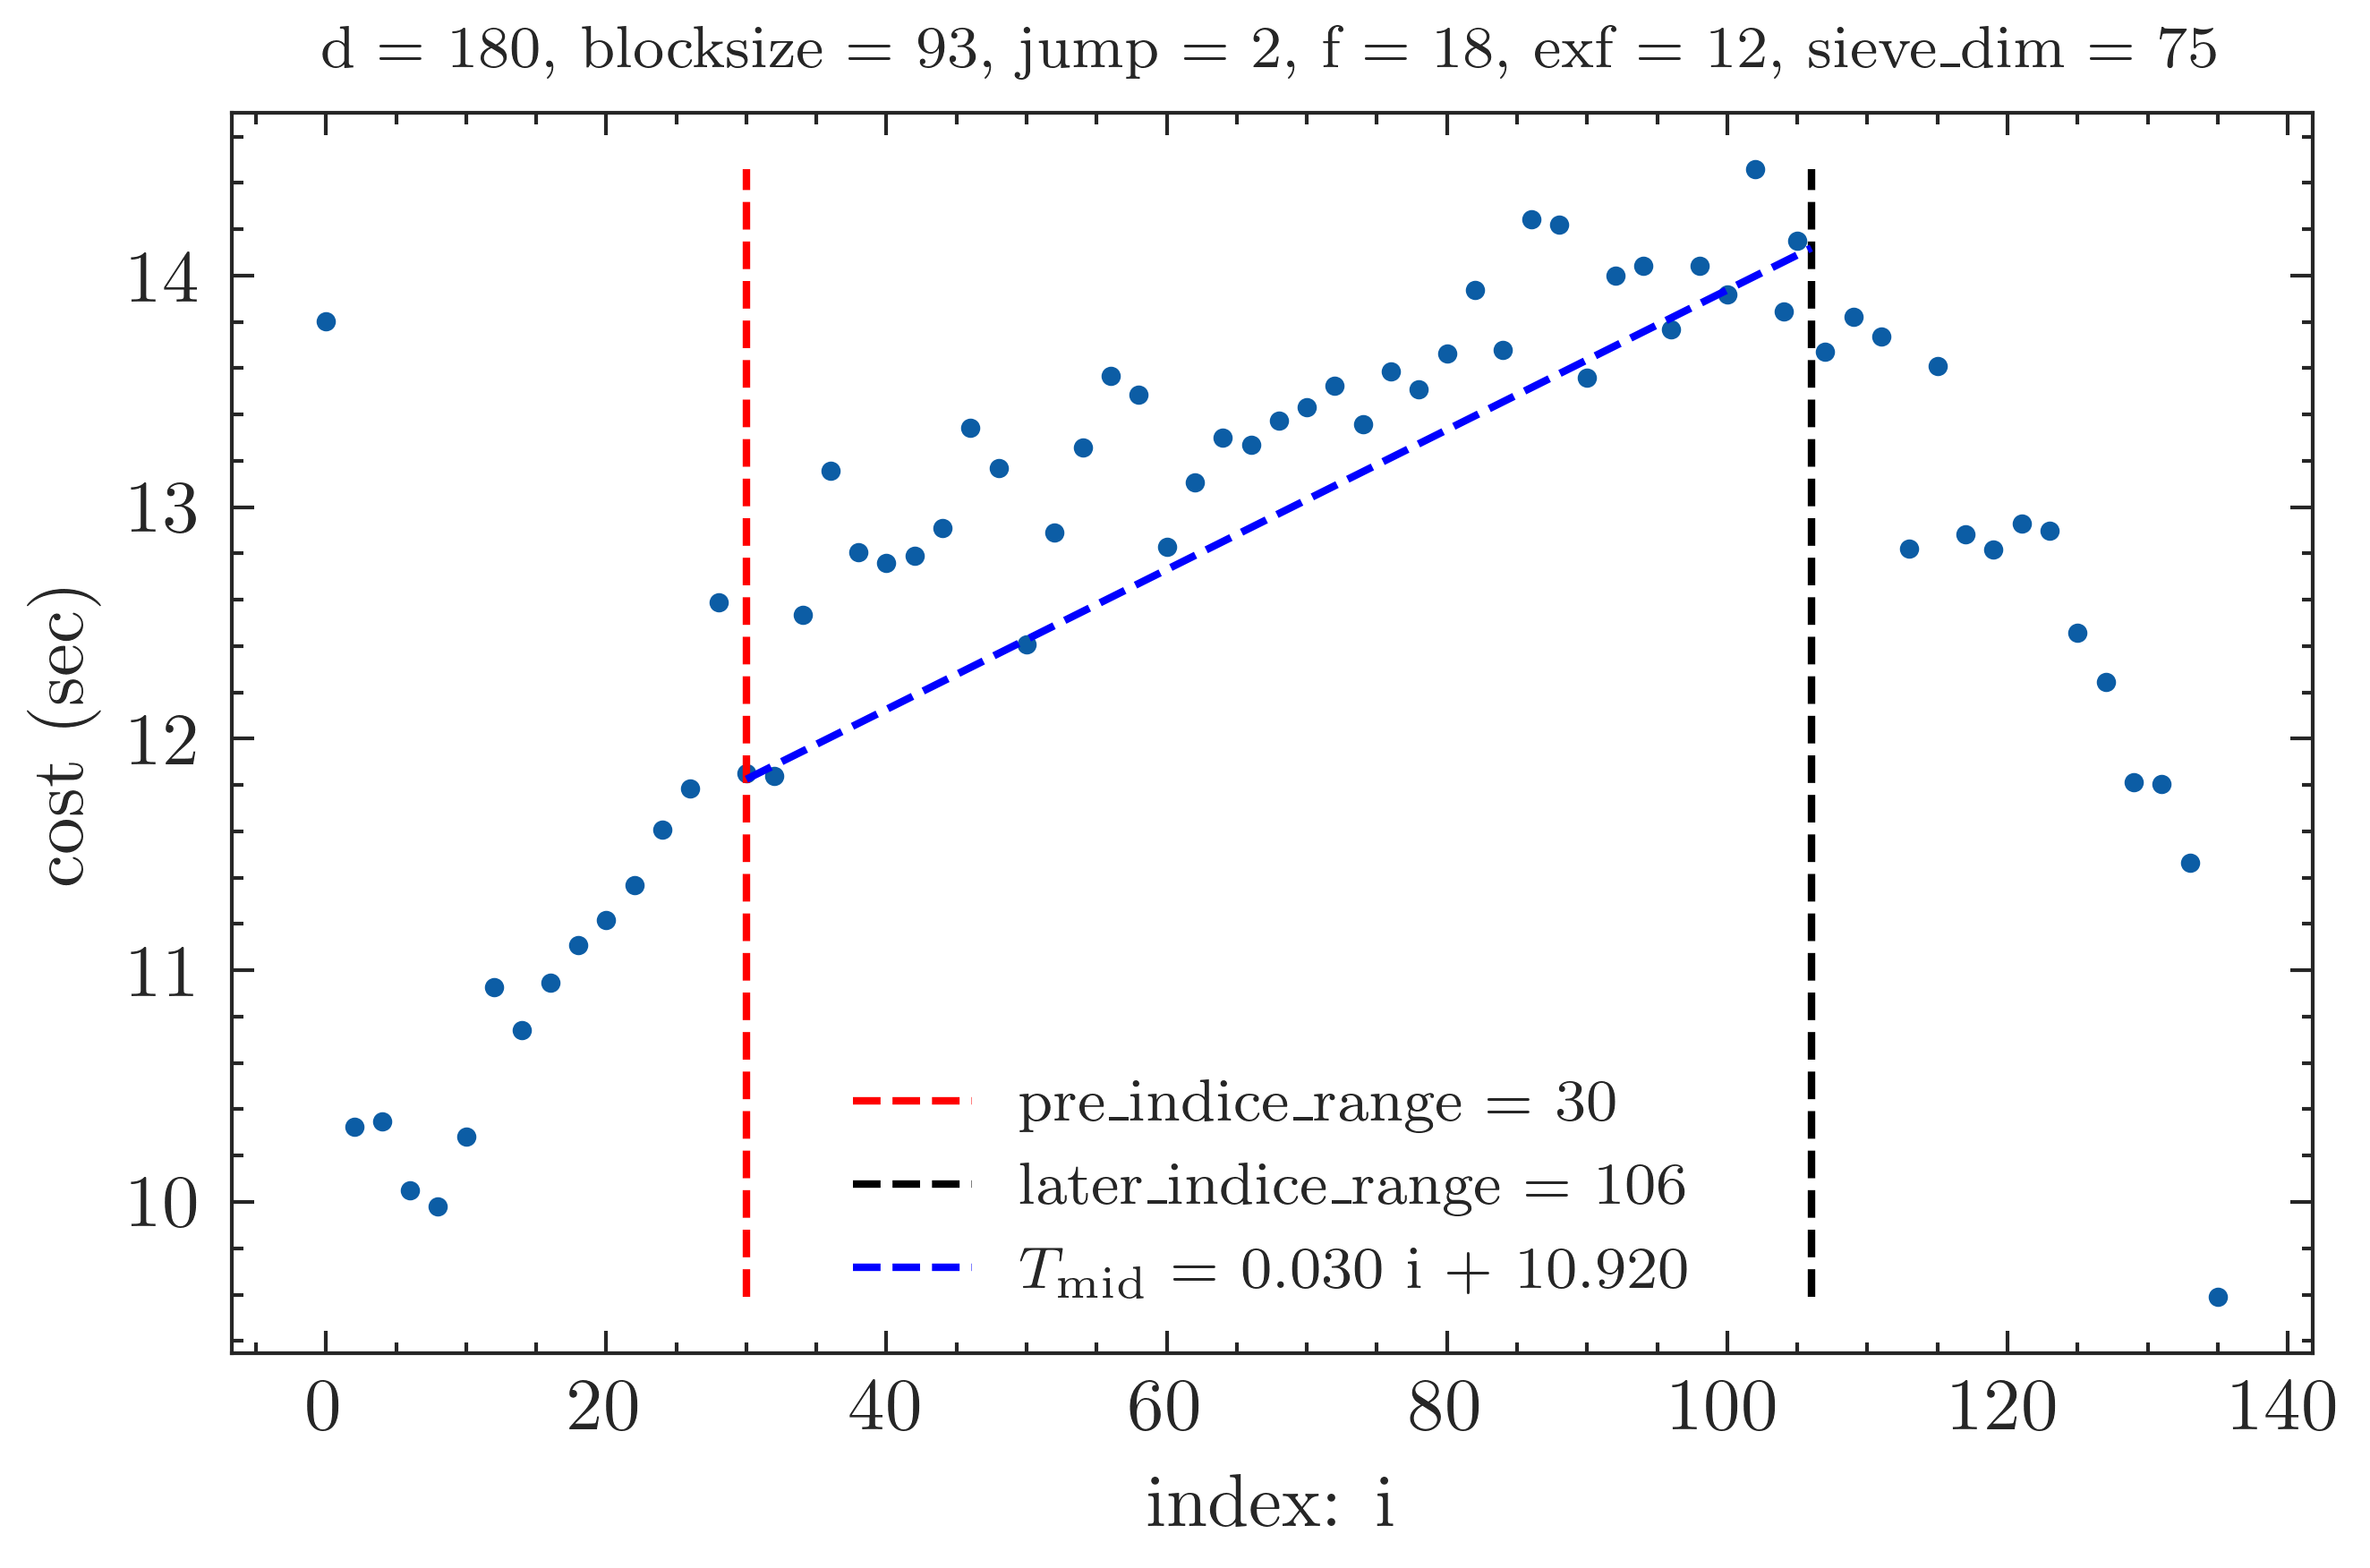 d = 180, blocksize = 93, jump = 2, f = 18, exf = 12, sieve_dim = 75
14
13
12
11
10
cost (sec)
pre_indice_range = 30
later_indice_range = 106
T_mid = 0.030 i + 10.920
0 20 40 60 80 100 120 140
index: i